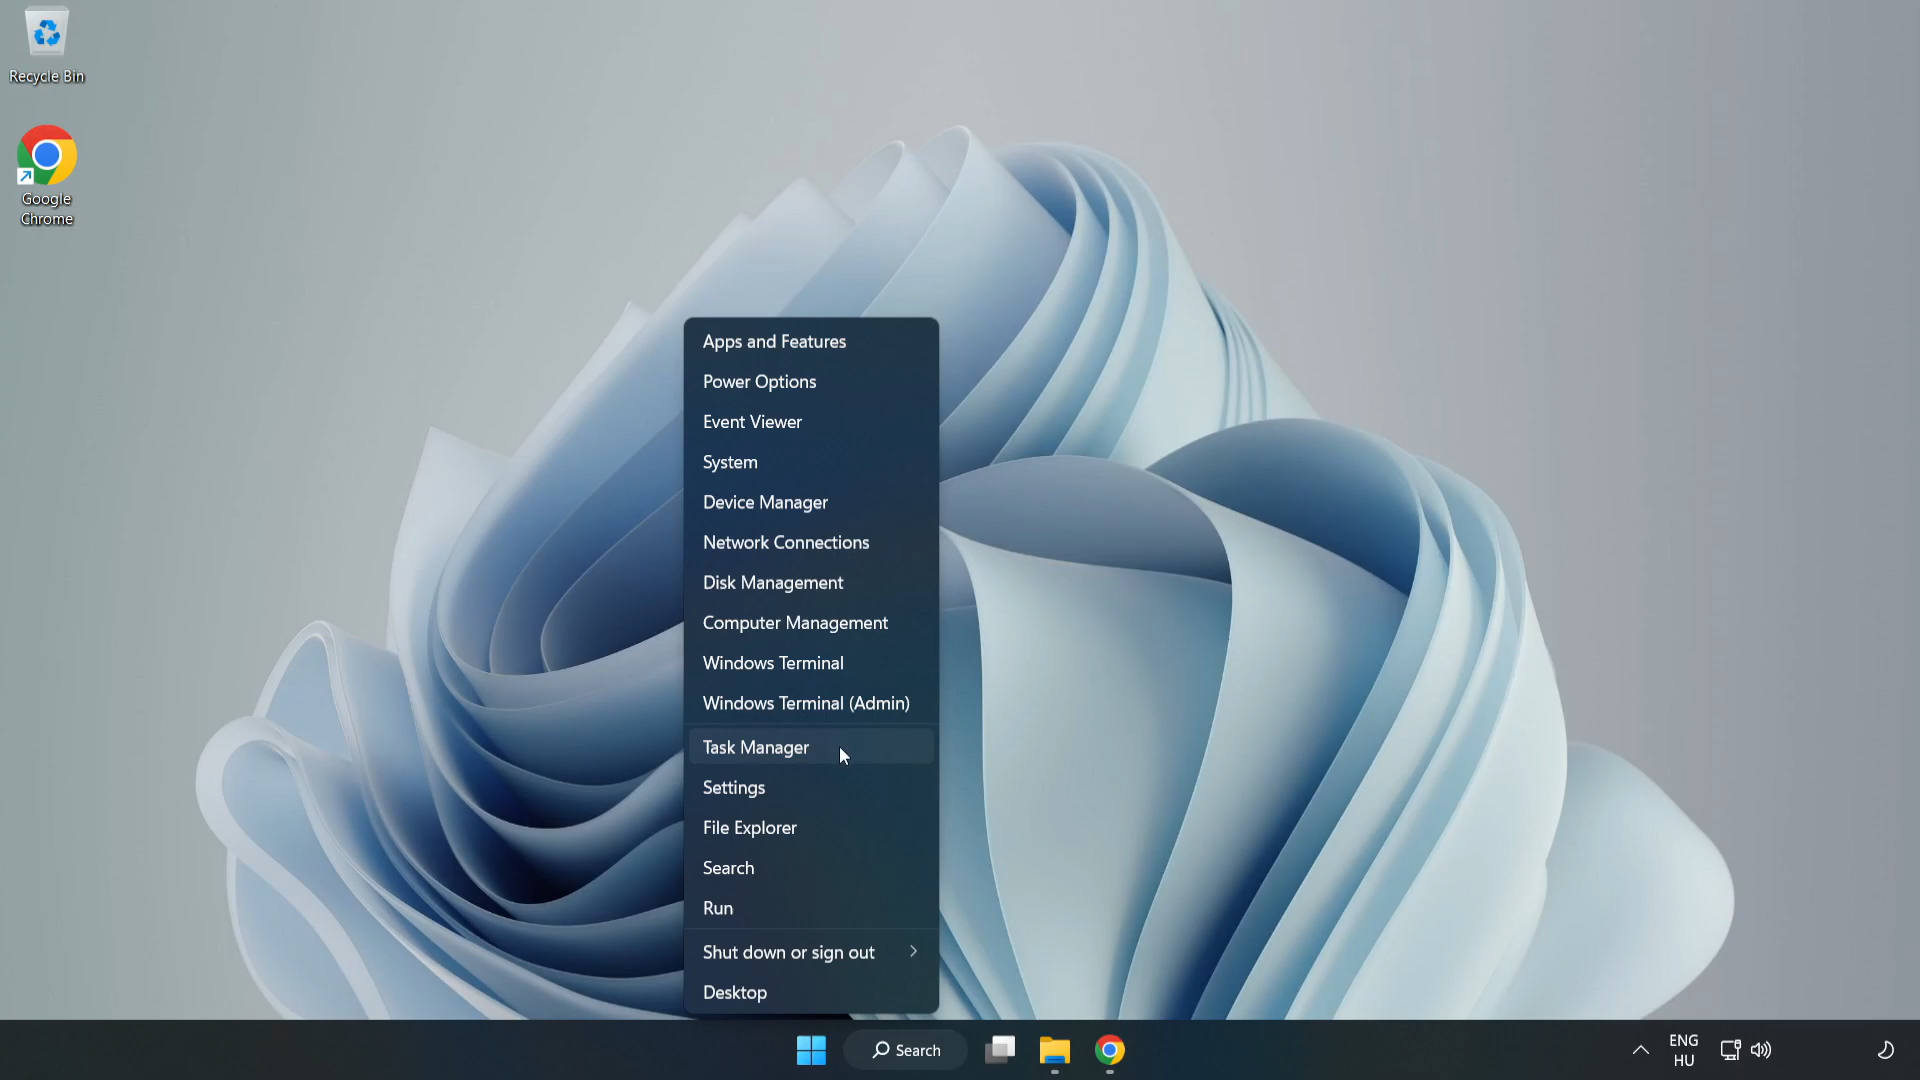 Recycle Bin
Google
Chrome
Apps and Features
Power Options
Event Viewer
System
Device Manager
Network Connections
Disk Management
Computer Management
Windows Terminal
Windows Terminal (Admin)
Task Manager
Settings
File Explorer
Search
Run
Shut down or sign out
Desktop
Search
ENG
HU